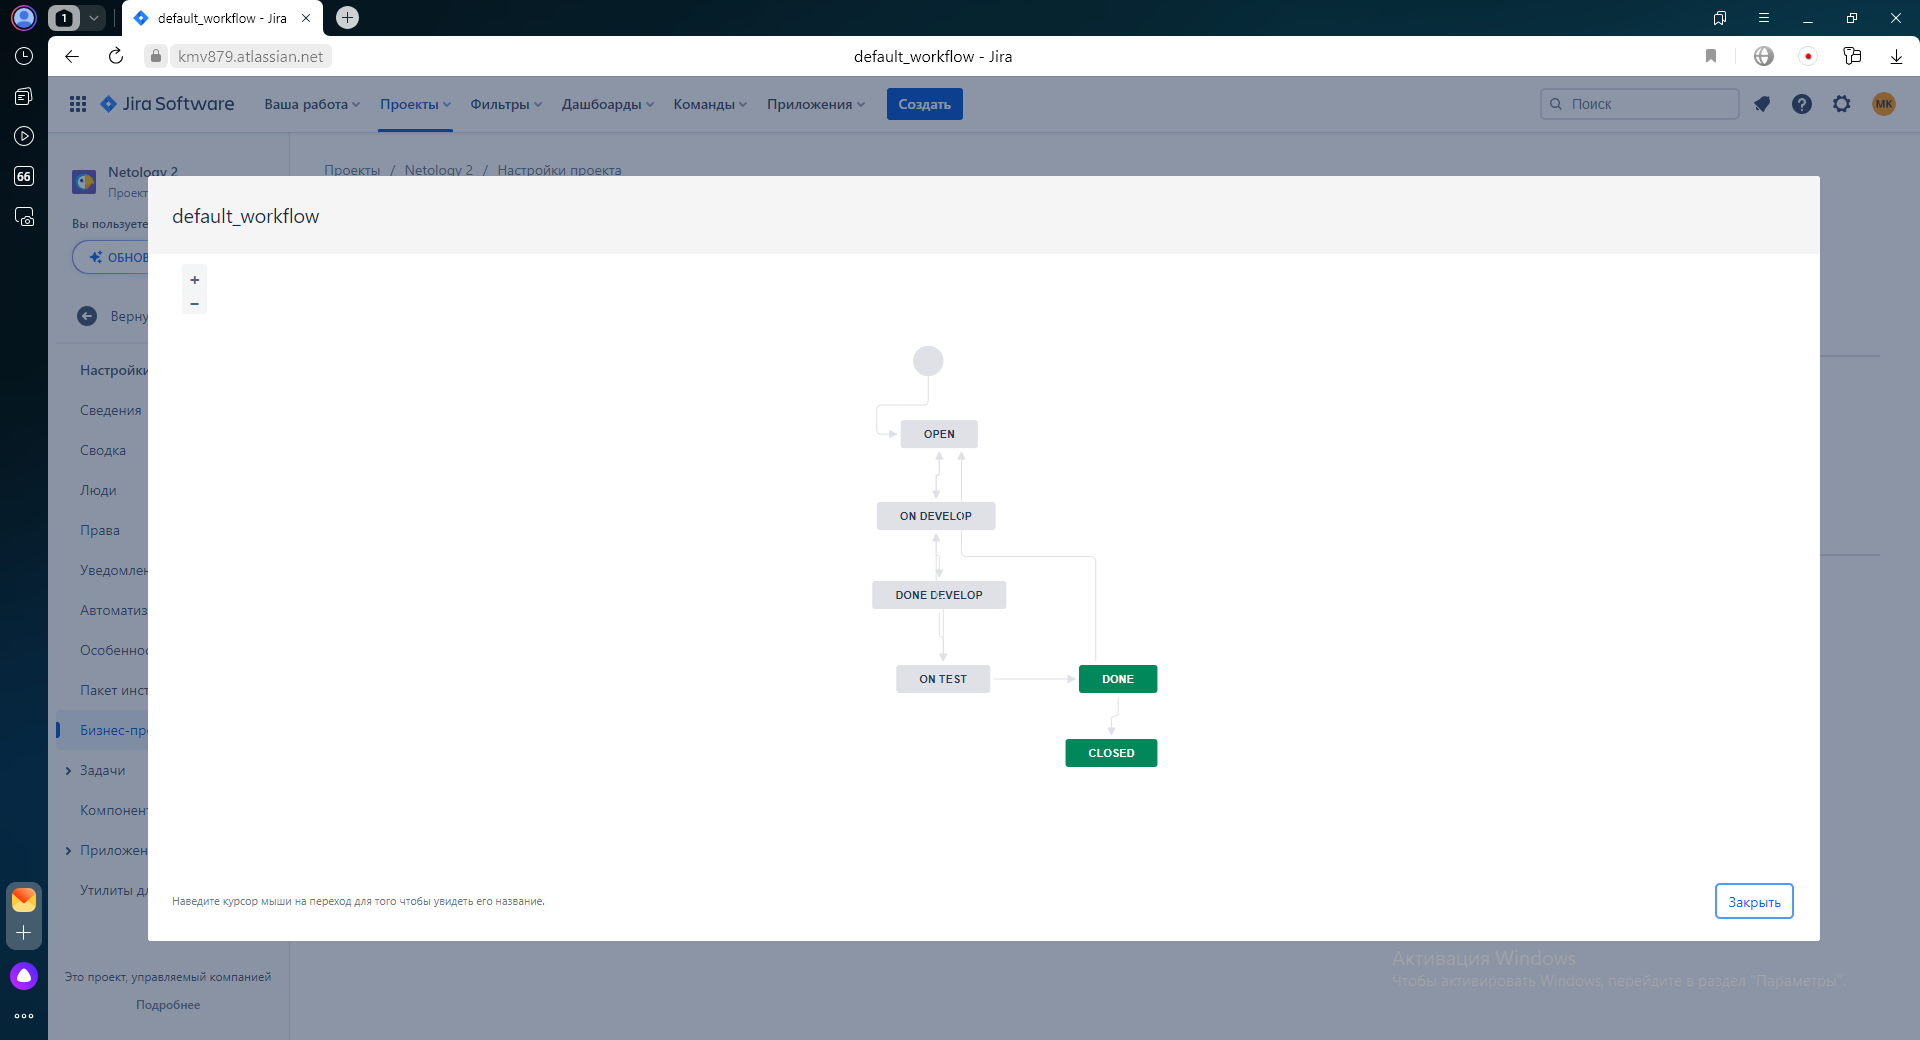 1
default_workflow - Jira
kmv879.atlassian.net
default_workflow - Jira
66
Jira Software
Ваша работа
Проекты
Фильтры
Дашборды
Команды
Приложения
Создать
Поиск
MK
Netology 2
Проект
Вы пользуете
ОБНОВ
Верну
Проекты / Netology 2 / Настройки проекта
Настройки
Сведения
Сводка
Люди
Права
Уведомлен
Автоматиз
Особеннос
Пакет инст
Бизнес-про
Задачи
Компонент
Приложен
Утилиты дл
Это проект, управляемый компанией
Подробнее
default_workflow
+
−
OPEN
ON DEVELOP
DONE DEVELOP
ON TEST
DONE
CLOSED
Наведите курсор мыши на переход для того чтобы увидеть его название.
Закрыть
Активация Windows
Чтобы активировать Windows, перейдите в раздел "Параметры".